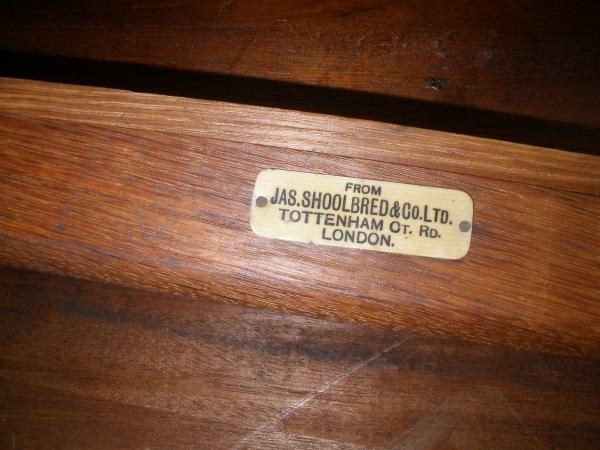 FROM
JAS. SHOOLBRED & CO. LTD.
TOTTENHAM CT. RD.
LONDON.